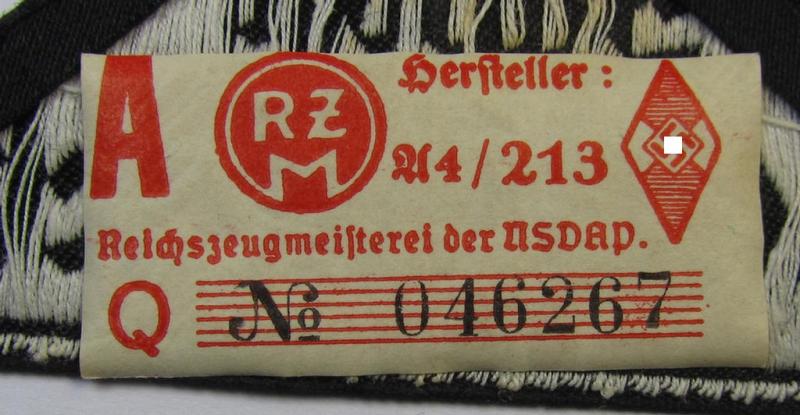 A
RZM
Hersteller:
A4/213
Reichszeugmeisterei der NSDAP.
Q
No 046267